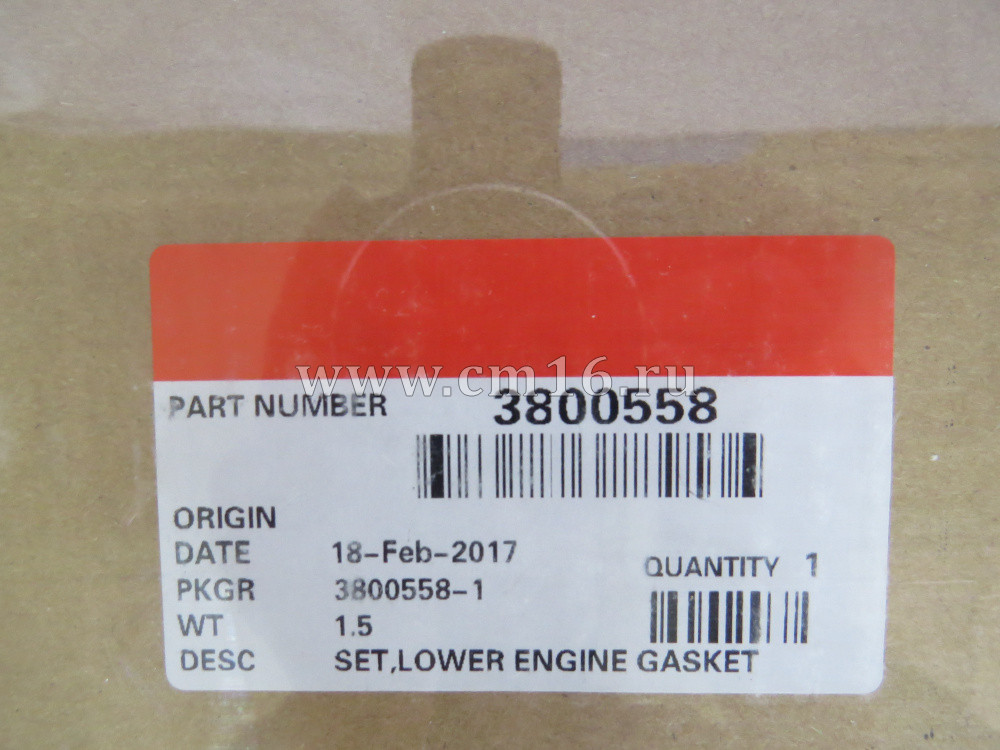 www.cm16.ru
PART NUMBER 3800558
ORIGIN
DATE 18-Feb-2017
QUANTITY 1
PKGR 3800558-1
WT 1.5
DESC SET,LOWER ENGINE GASKET